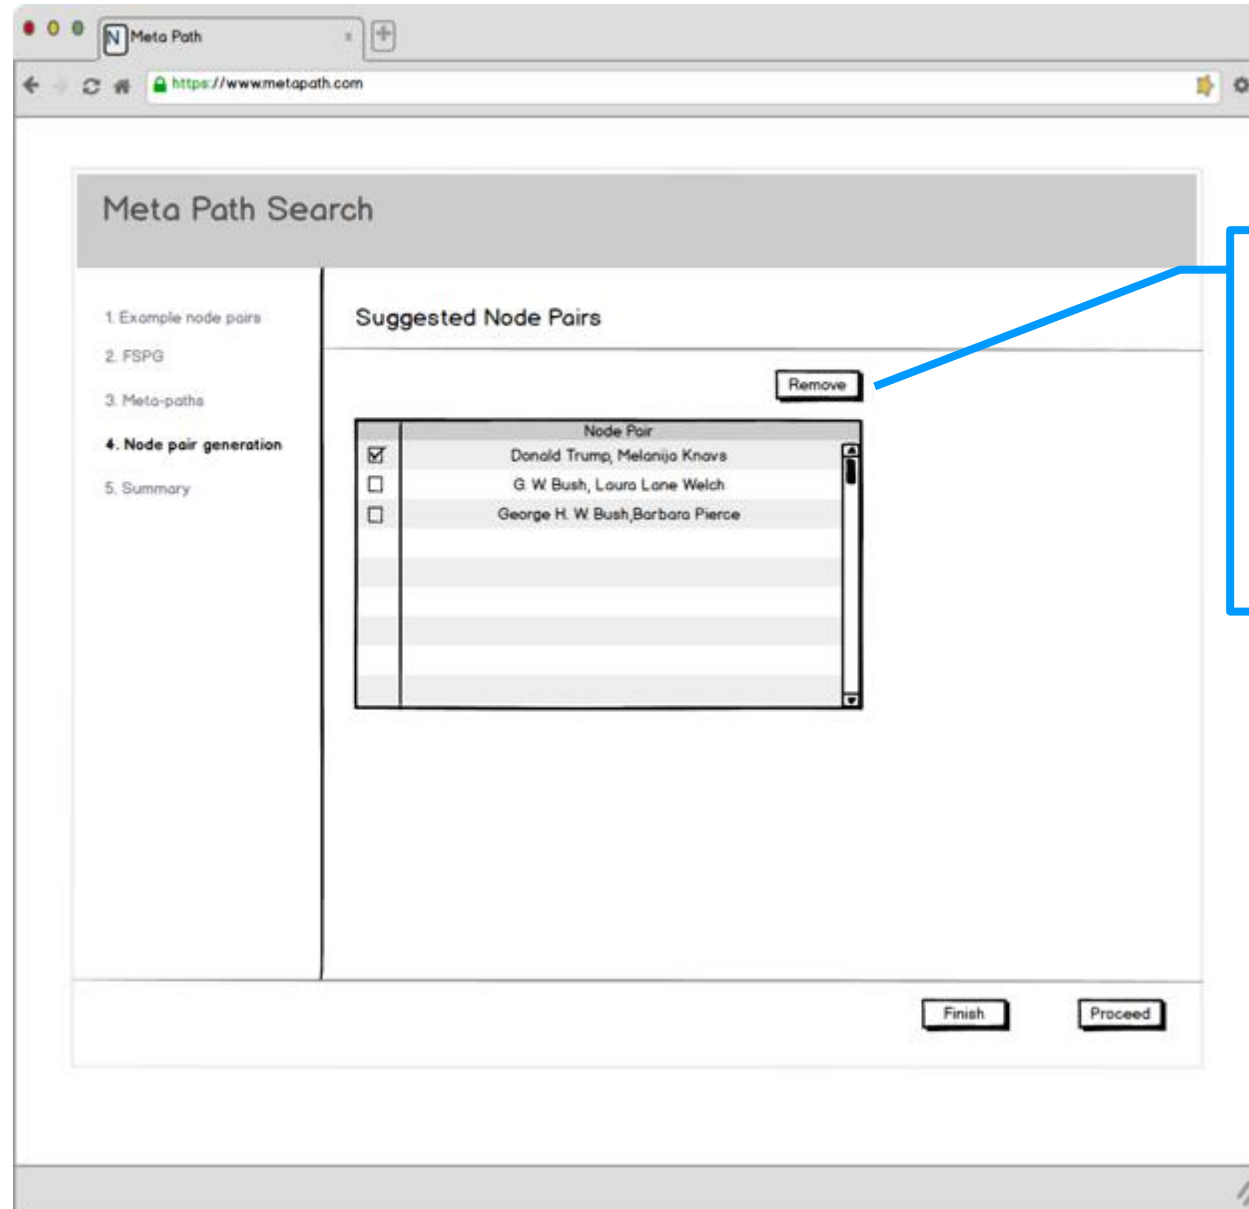 N Meta Path x
https://www.metapath.com
Meta Path Search
1. Example node pairs
2. FSPG
3. Meta-paths
4. Node pair generation
5. Summary
Suggested Node Pairs
Remove
Node Pair
Donald Trump, Melanija Knavs
G. W. Bush, Laura Lane Welch
George H. W. Bush,Barbara Pierce
Finish Proceed